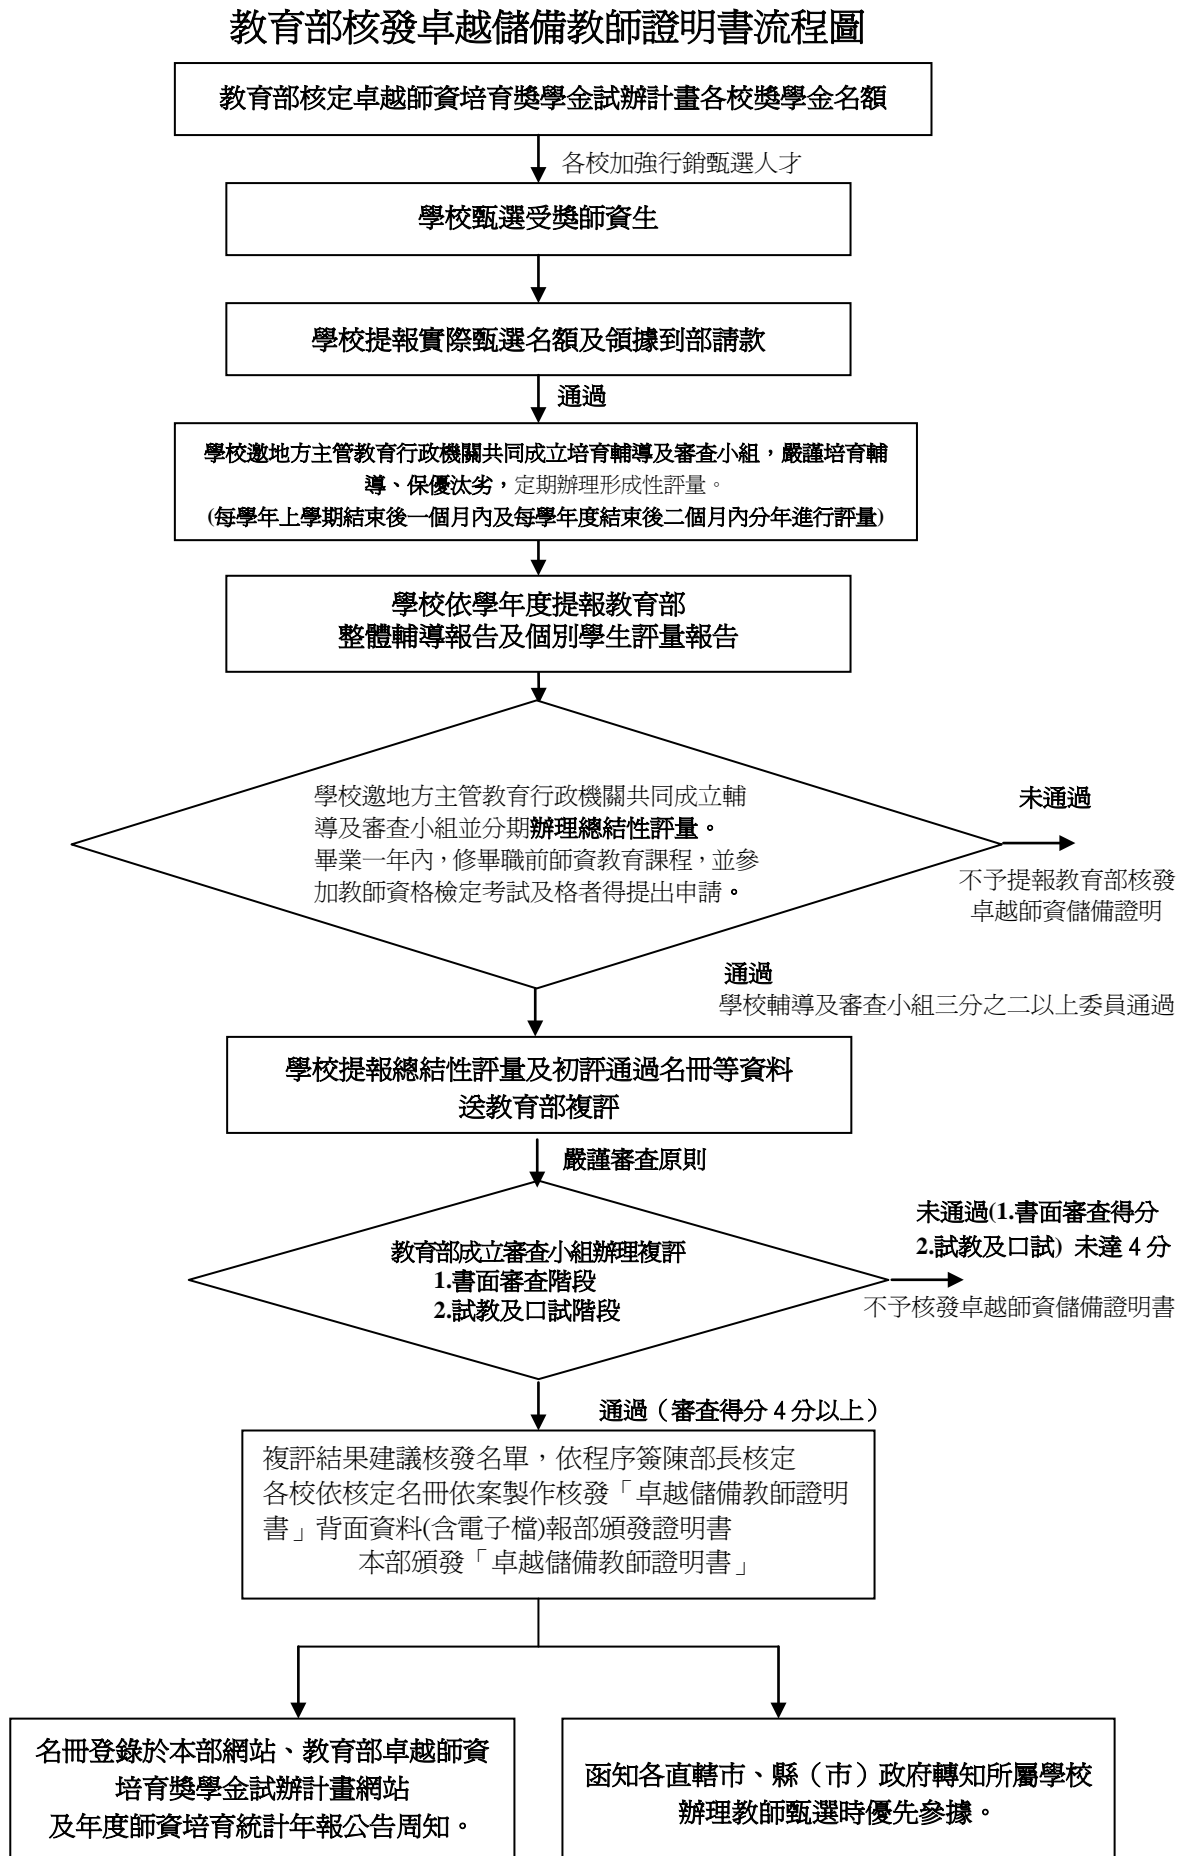 教育部核發卓越儲備教師證明書流程圖
教育部核定卓越師資培育獎學金試辦計畫各校獎學金名額
各校加強行銷甄選人才
學校甄選受獎師資生
學校提報實際甄選名額及領據到部請款
通過
學校邀地方主管教育行政機關共同成立培育輔導及審查小組，嚴謹培育輔
導、保優汰劣，定期辦理形成性評量。
(每學年上學期結束後一個月內及每學年度結束後二個月內分年進行評量)
學校依學年度提報教育部
整體輔導報告及個別學生評量報告
學校邀地方主管教育行政機關共同成立輔
導及審查小組並分期辦理總結性評量。
畢業一年內，修畢職前師資教育課程，並參
加教師資格檢定考試及格者得提出申請。
未通過
不予提報教育部核發
卓越師資儲備證明
通過
學校輔導及審查小組三分之二以上委員通過
學校提報總結性評量及初評通過名冊等資料
送教育部複評
嚴謹審查原則
教育部成立審查小組辦理複評
1.書面審查階段
2.試教及口試階段
未通過(1.書面審查得分
2.試教及口試) 未達 4 分
不予核發卓越師資儲備證明書
通過（審查得分 4 分以上）
複評結果建議核發名單，依程序簽陳部長核定
各校依核定名冊依案製作核發「卓越儲備教師證明
書」背面資料(含電子檔)報部頒發證明書
本部頒發「卓越儲備教師證明書」
名冊登錄於本部網站、教育部卓越師資
培育獎學金試辦計畫網站
及年度師資培育統計年報公告周知。
函知各直轄市、縣（市）政府轉知所屬學校
辦理教師甄選時優先參據。